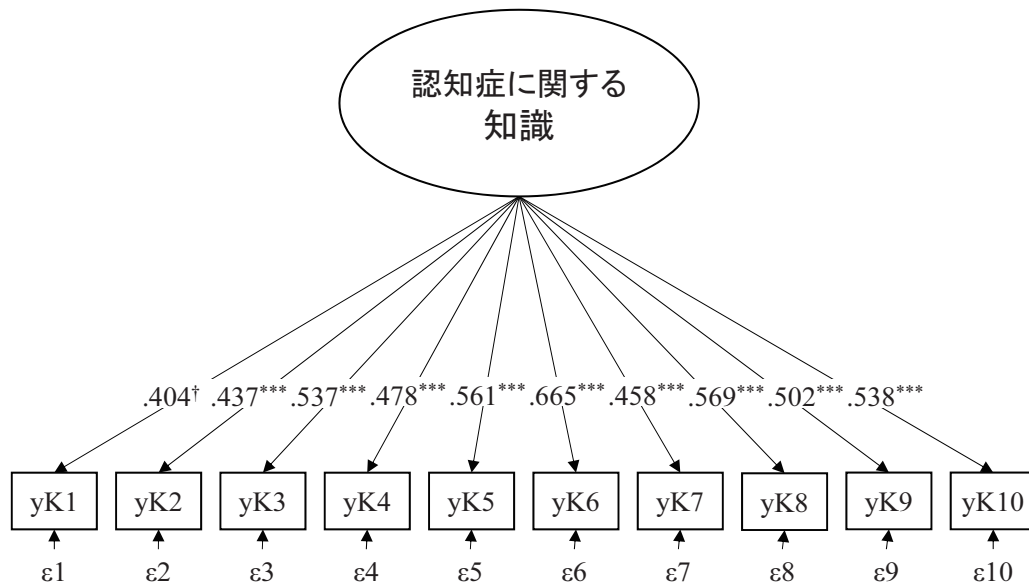 認知症に関する
知識
.404† .437*** .537*** .478*** .561*** .665*** .458*** .569*** .502*** .538***
yK1 yK2 yK3 yK4 yK5 yK6 yK7 yK8 yK9 yK10
ε1 ε2 ε3 ε4 ε5 ε6 ε7 ε8 ε9 ε10